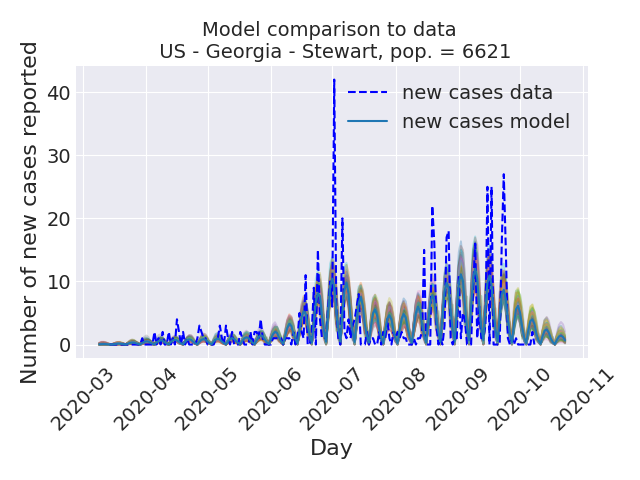 Model comparison to data
US - Georgia - Stewart, pop. = 6621
Number of new cases reported
40
30
20
10
0
new cases data
new cases model
2020-03
2020-04
2020-05
2020-06
2020-07
2020-08
2020-09
2020-10
2020-11
Day